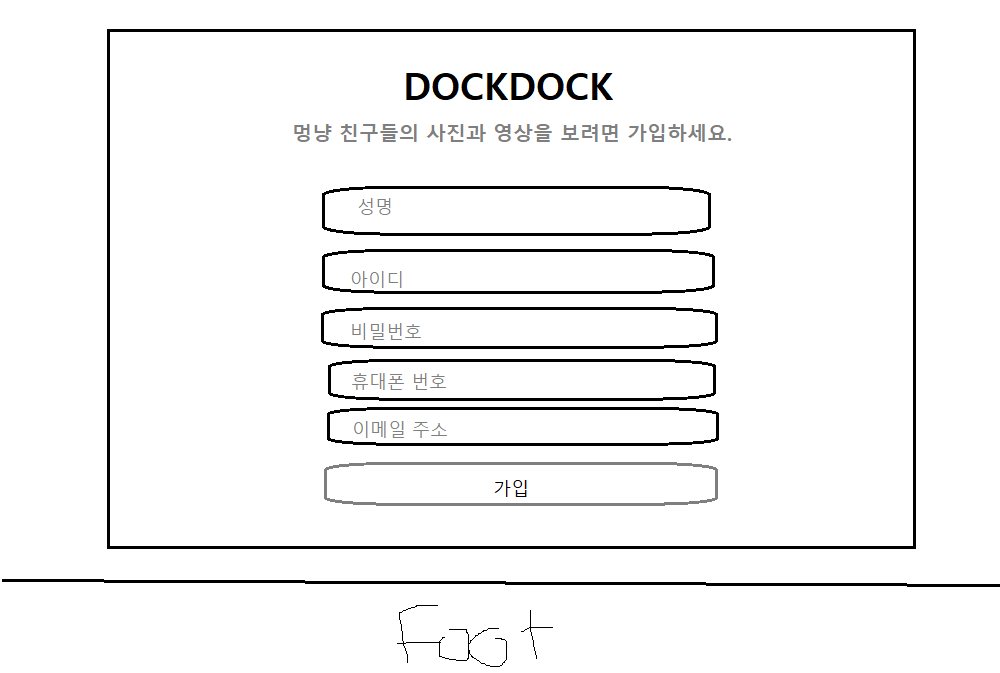 DOCKDOCK
멍냥 친구들의 사진과 영상을 보려면 가입하세요.
성명
아이디
비밀번호
휴대폰 번호
이메일 주소
가입
Foot